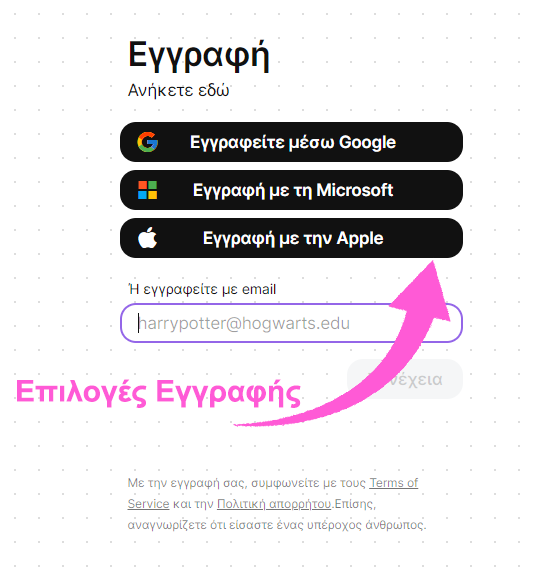 Εγγραφή
Ανήκετε εδώ
Εγγραφείτε μέσω Google
Εγγραφή με τη Microsoft
Εγγραφή με την Apple
Ή εγγραφείτε με email
harrypotter@hogwarts.edu
Επιλογές Εγγραφής
Με την εγγραφή σας, συμφωνείτε με τους Terms of
Service και την Πολιτική απορρήτου.Επίσης,
αναγνωρίζετε ότι είσαστε ένας υπέροχος άνθρωπος.